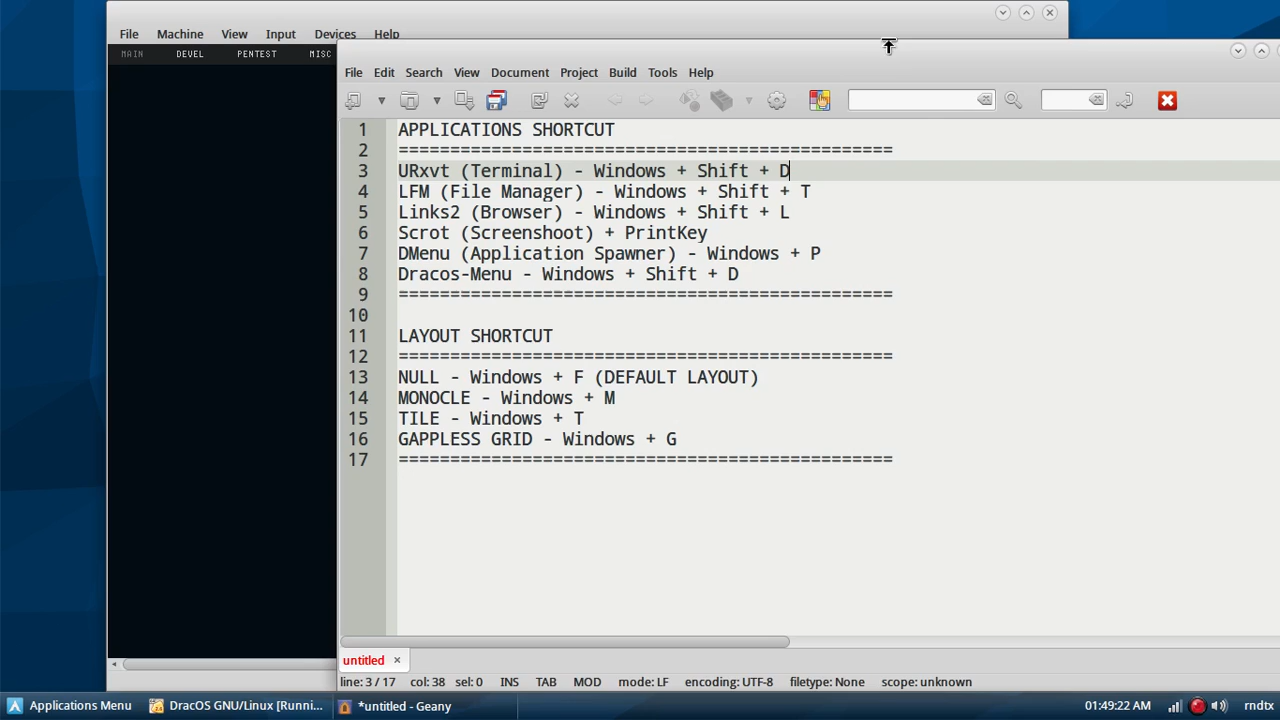 File Machine View Input Devices Help
MAIN DEVEL PENTEST MISC
File Edit Search View Document Project Build Tools Help
1 APPLICATIONS SHORTCUT
2 ================================================
3 URxvt (Terminal) - Windows + Shift + D
4 LFM (File Manager) - Windows + Shift + T
5 Links2 (Browser) - Windows + Shift + L
6 Scrot (Screenshoot) + PrintKey
7 DMenu (Application Spawner) - Windows + P
8 Dracos-Menu - Windows + Shift + D
9 ================================================
10
11 LAYOUT SHORTCUT
12 ================================================
13 NULL - Windows + F (DEFAULT LAYOUT)
14 MONOCLE - Windows + M
15 TILE - Windows + T
16 GAPPLESS GRID - Windows + G
17 ================================================
untitled
line: 3 / 17 col: 38 sel: 0 INS TAB MOD mode: LF encoding: UTF-8 filetype: None scope: unknown
Applications Menu DracOS GNU/Linux [Runni... *untitled - Geany 01:49:22 AM rndtx